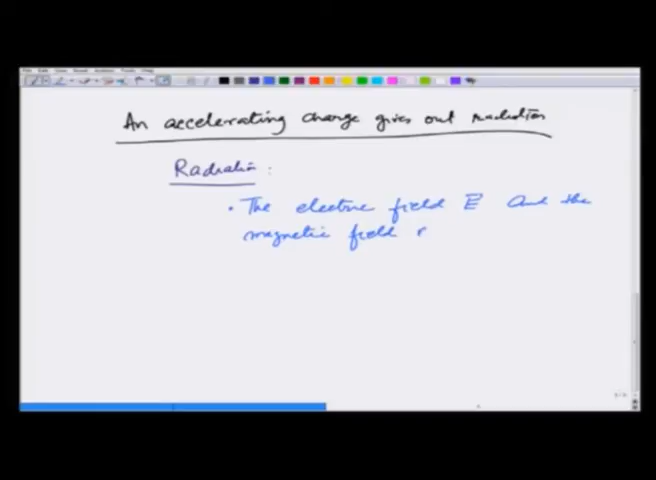 An accelerating charge gives out radiation
Radiation :
• The electric field E and the
magnetic field